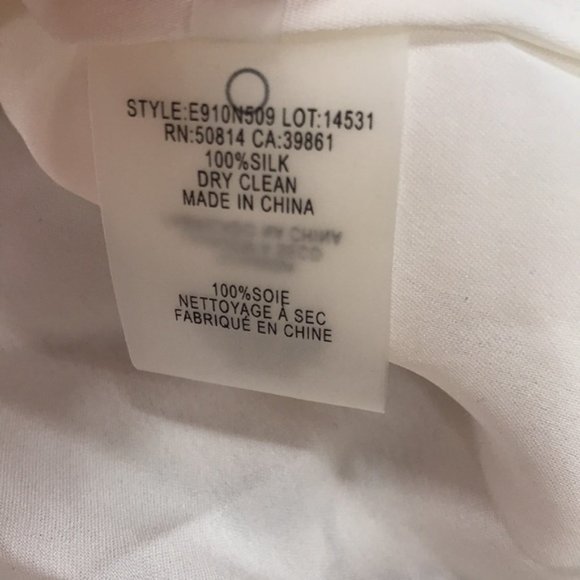 STYLE:E910N509 LOT:14531
RN:50814 CA:39861
100%SILK
DRY CLEAN
MADE IN CHINA
100%SOIE
NETTOYAGE À SEC
FABRIQUÉ EN CHINE